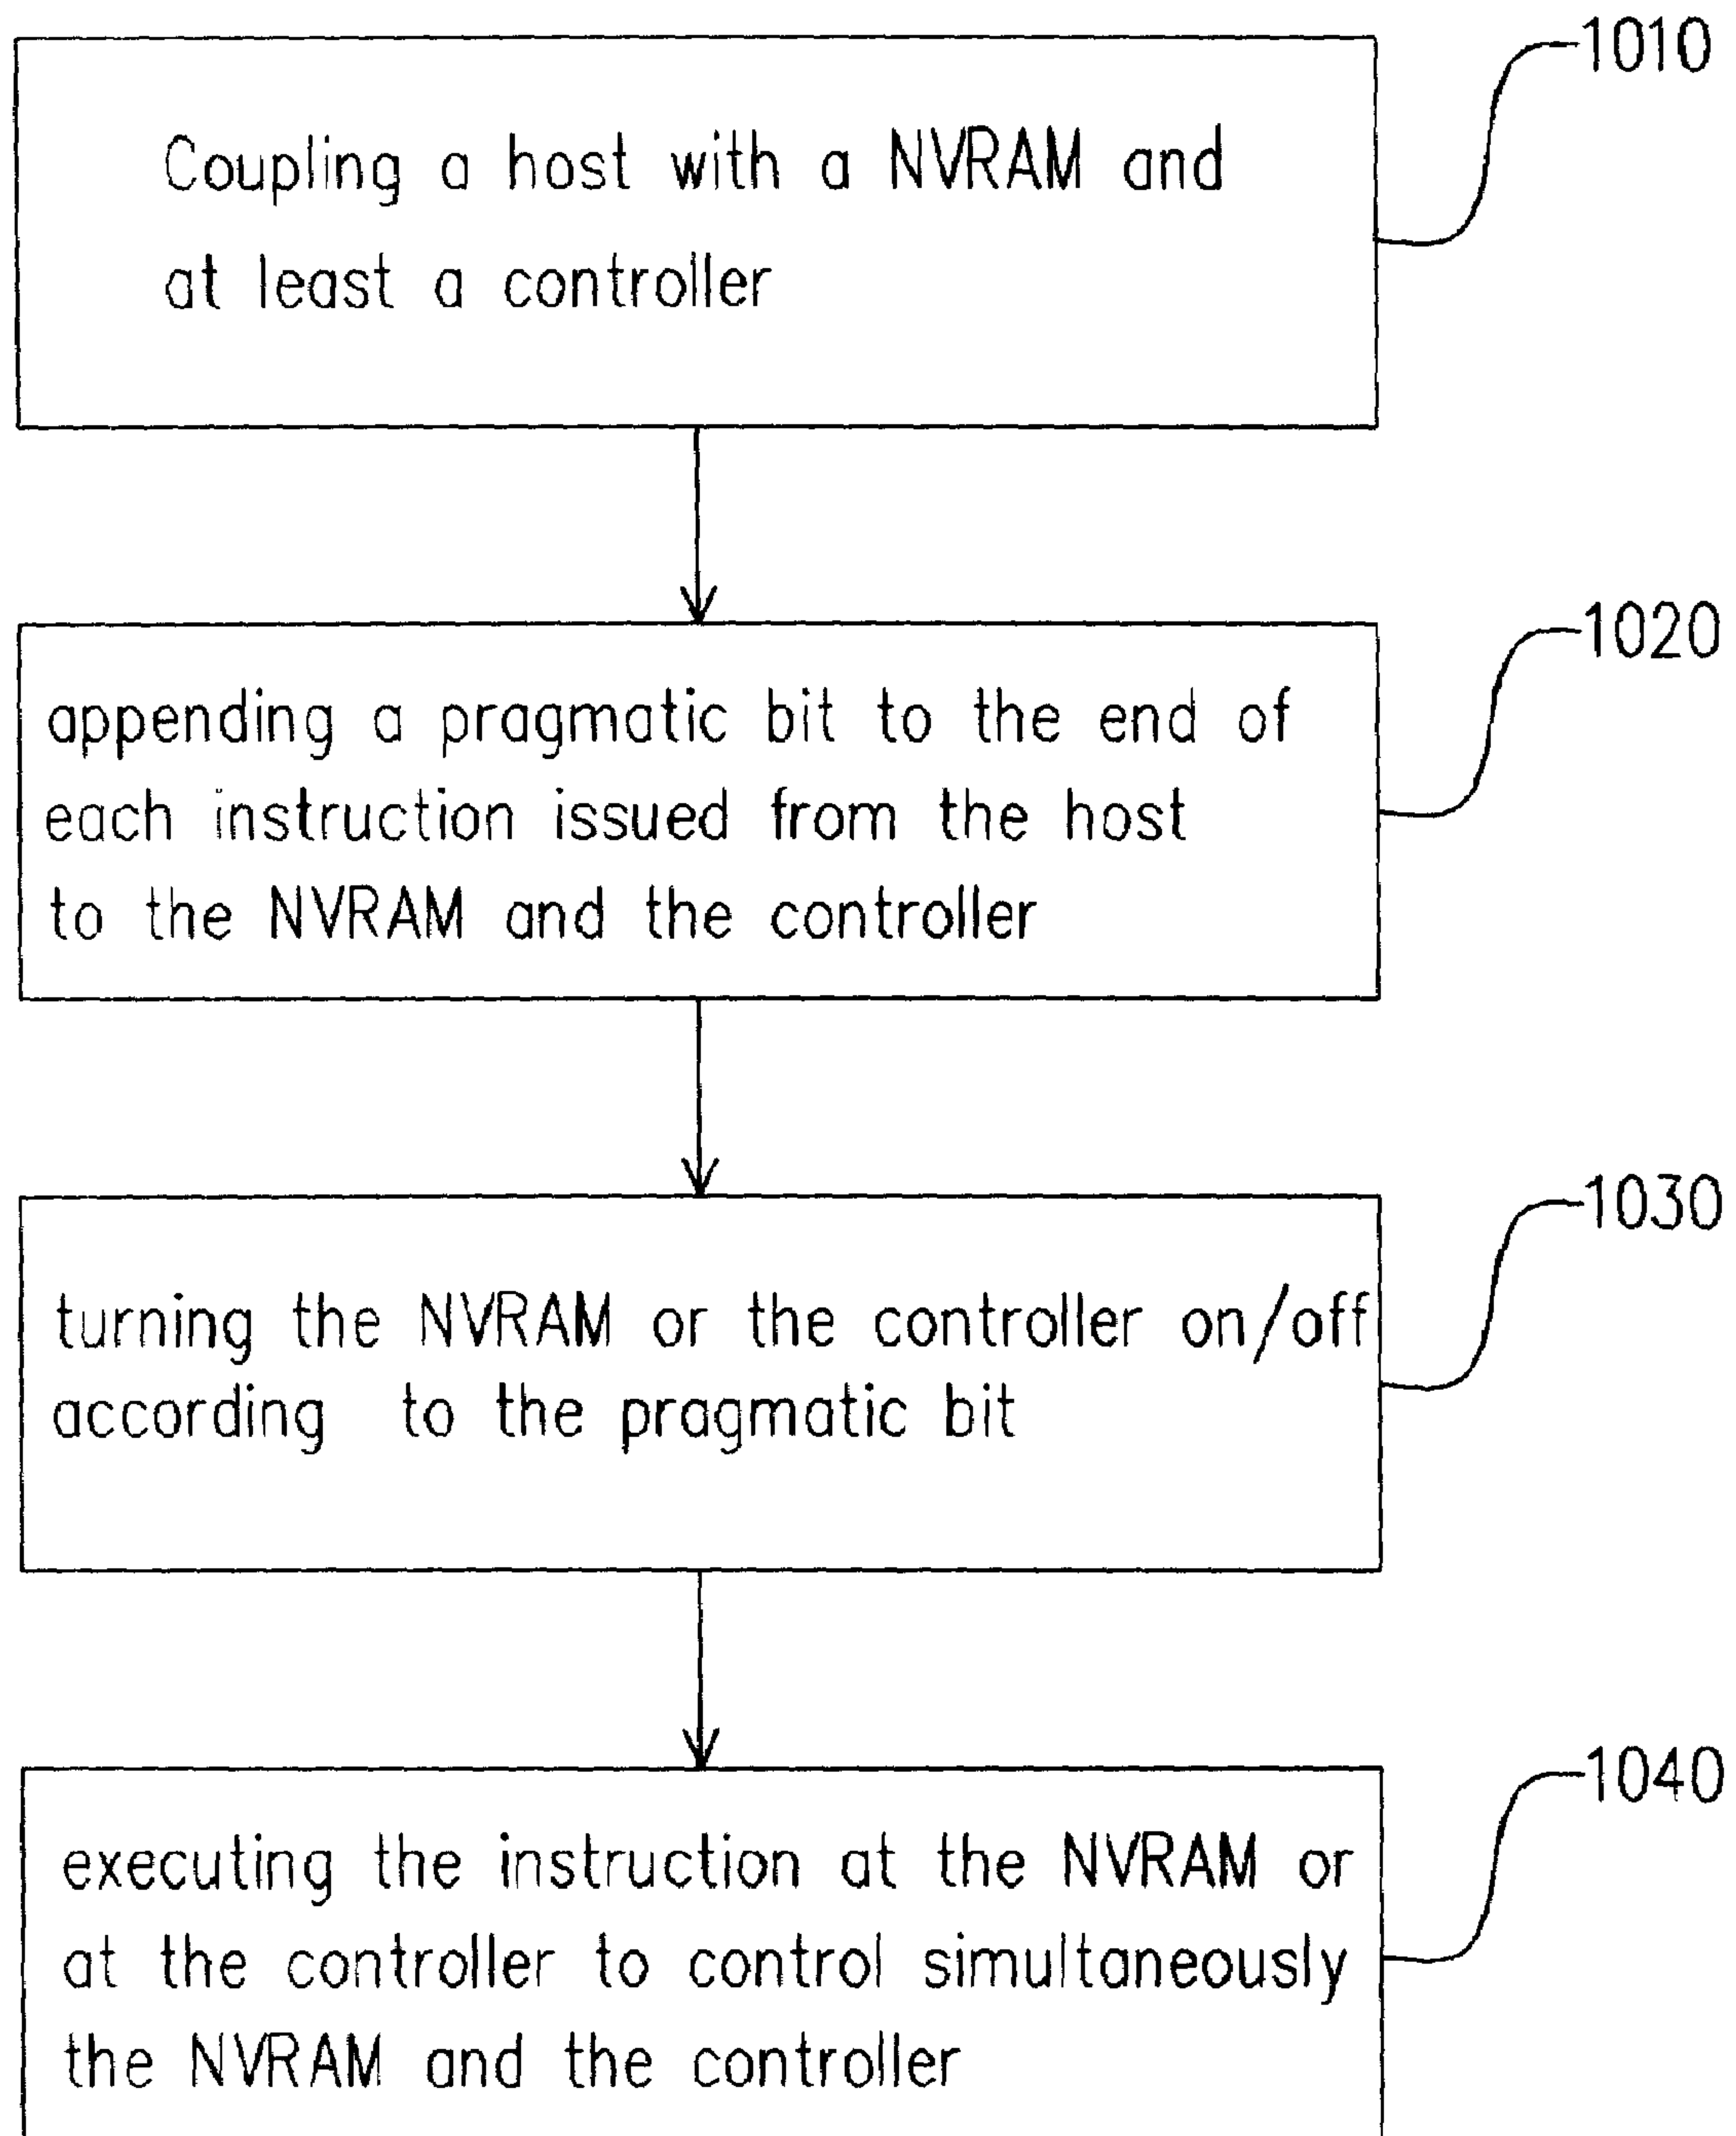 1010
Coupling a host with a NVRAM and
at least a controller
1020
appending a pragmatic bit to the end of
each instruction issued from the host
to the NVRAM and the controller
1030
turning the NVRAM or the controller on/off
according to the pragmatic bit
1040
executing the instruction at the NVRAM or
at the controller to control simultaneously
the NVRAM and the controller